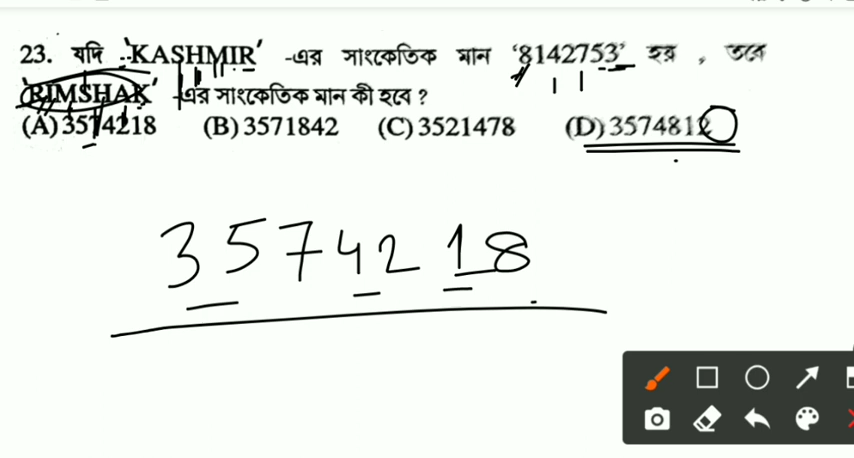 23. যদি 'KASHMIR' -এর সাংকেতিক মান '8142753' হয় , তবে
'RIMSHAK' -এর সাংকেতিক মান কী হবে ?
(A) 3574218 (B) 3571842 (C) 3521478 (D) 3574812
3574218